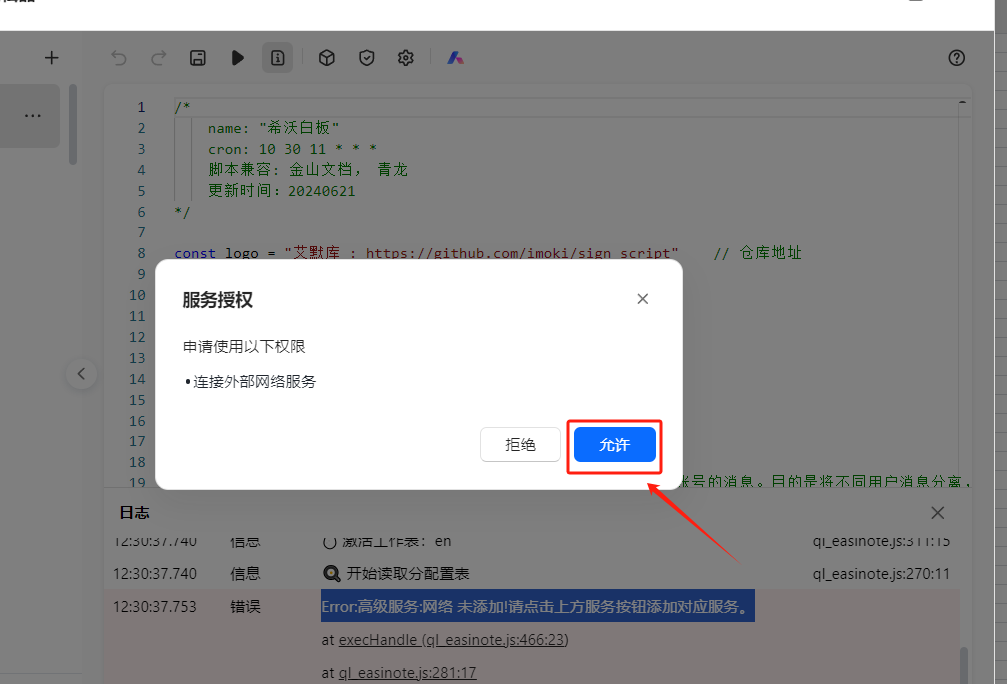 1 /*
2 name: "希沃白板"
3 cron: 10 30 11 * * *
4 脚本兼容: 金山文档, 青龙
5 更新时间: 20240621
6 */
7
8 const logo = "艾默库 : https://github.com/imoki/sign_script" // 仓库地址
9
10
11
12
13
14
15
16
17
18
19 账号的消息。目的是将不同用户消息分离,
服务授权
申请使用以下权限
•连接外部网络服务
拒绝
允许
日志
12:30:37.740 信息 激活工作表: en ql_easinote.js:311:15
12:30:37.740 信息 开始读取分配置表 ql_easinote.js:270:11
12:30:37.753 错误 Error:高级服务:网络 未添加!请点击上方服务按钮添加对应服务。
at execHandle (ql_easinote.js:466:23)
at ql_easinote.js:281:17